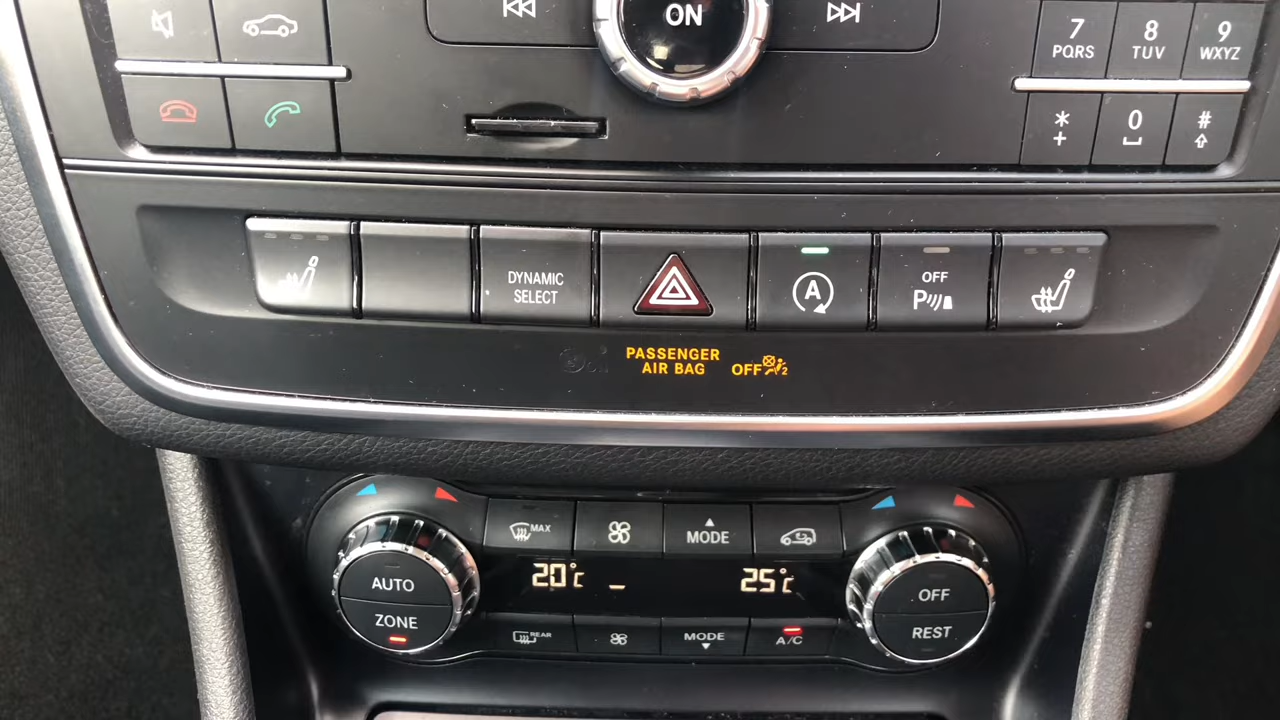 ON
7
PQRS
8
TUV
9
WXYZ
*
+
0
#
DYNAMIC
SELECT
A
OFF
P
PASSENGER
AIR BAG OFF 2
MAX
MODE
20°c
25°c
AUTO
ZONE
OFF
REST
REAR
MODE
A/C